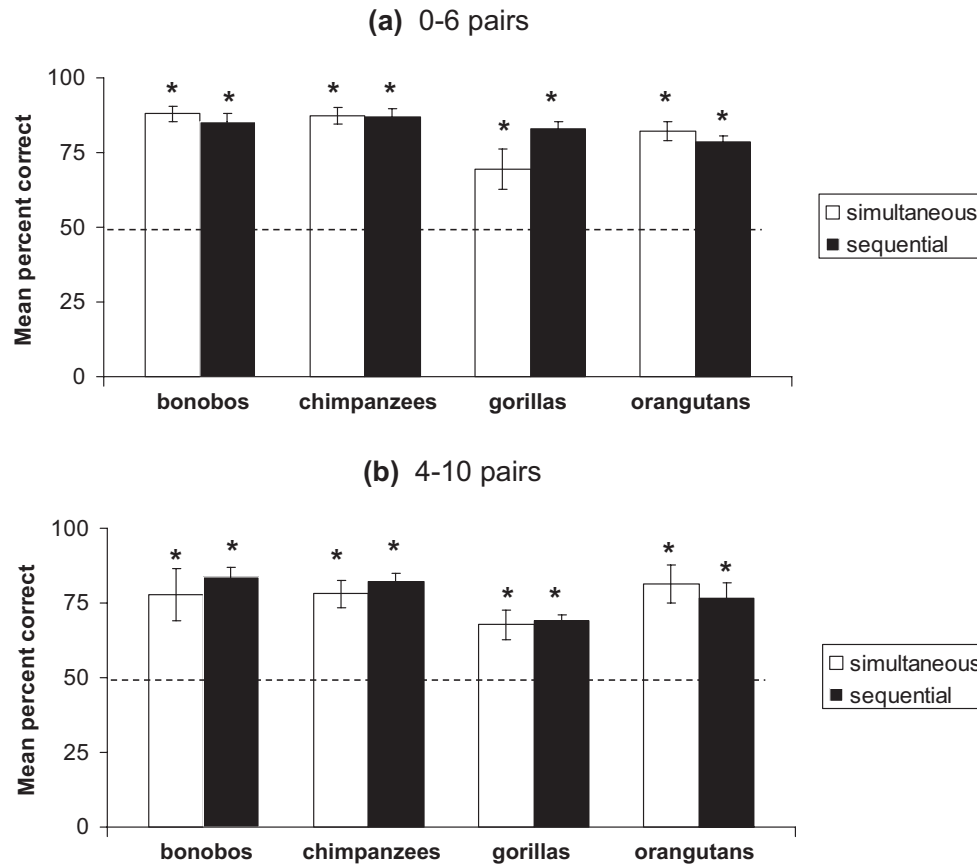 (a) 0-6 pairs
Mean percent correct
100
75
50
25
0
* * * * * * * *
bonobos chimpanzees gorillas orangutans
simultaneous
sequential
(b) 4-10 pairs
Mean percent correct
100
75
50
25
0
* * * * * * * *
bonobos chimpanzees gorillas orangutans
simultaneous
sequential